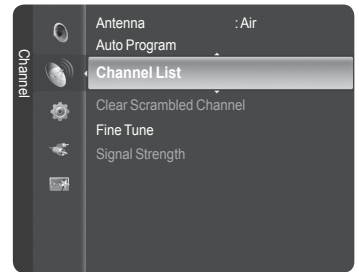 Channel
Antenna : Air
Auto Program
Channel List
Clear Scrambled Channel
Fine Tune
Signal Strength